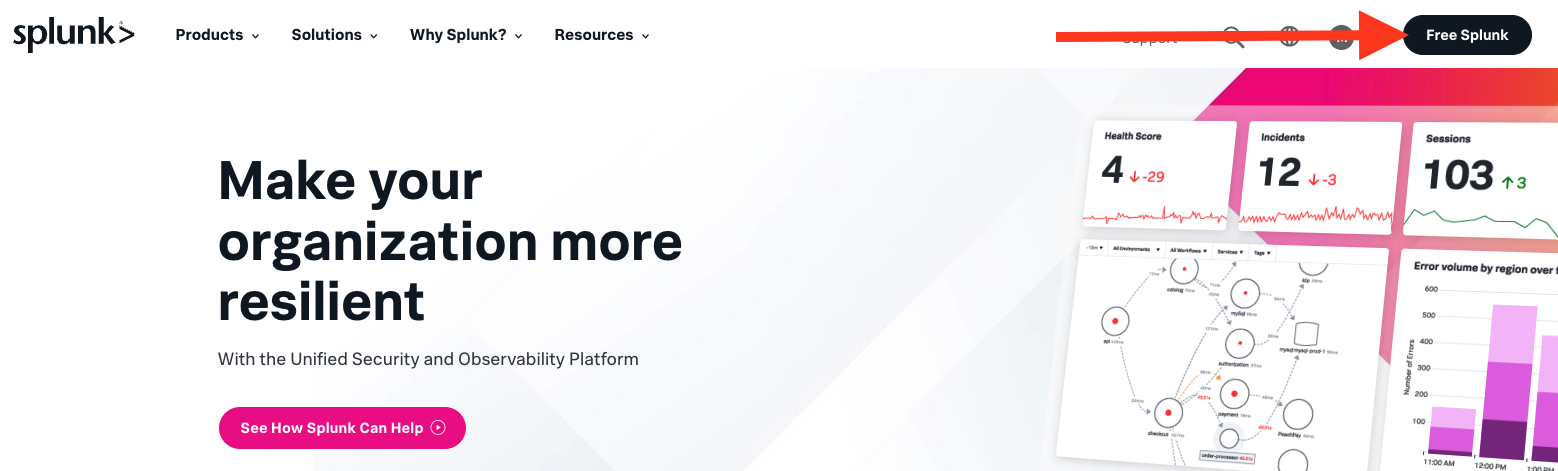 splunk>
Products
Solutions
Why Splunk?
Resources
Support
Free Splunk
Make your
organization more
resilient
With the Unified Security and Observability Platform
See How Splunk Can Help
Health Score
4 -29
Incidents
12 -3
Sessions
103 3
-15m All Environments All Workflows Services Tags
catalog
mySql
api
authorization
mysql:mysql-prod-1
payment
checkout
PeachPay
order-processor
Error volume by region over
Number of Errors
600
500
400
300
200
100
11:00 AM
12:00 PM